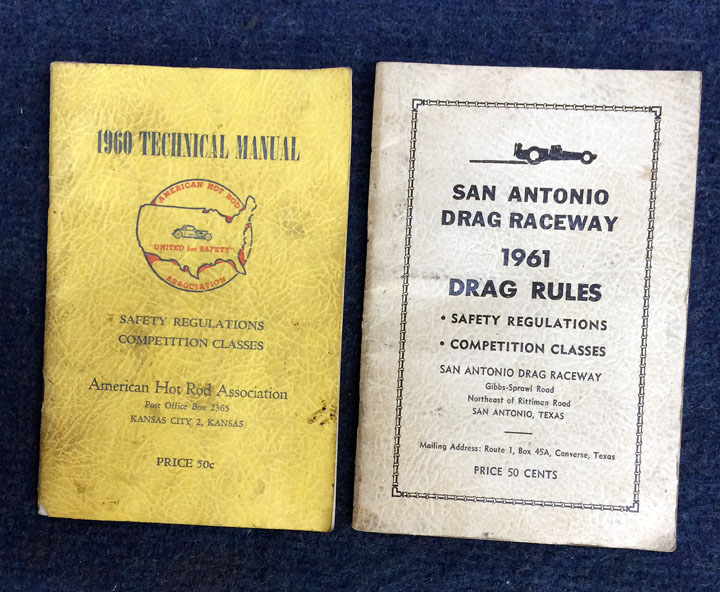 1960 TECHNICAL MANUAL
AMERICAN HOT ROD
"UNITED for SAFETY"
ASSOCIATION
SAFETY REGULATIONS
COMPETITION CLASSES
American Hot Rod Association
Post Office Box 2365
KANSAS CITY 2, KANSAS
PRICE 50c
SAN ANTONIO
DRAG RACEWAY
1961
DRAG RULES
• SAFETY REGULATIONS
• COMPETITION CLASSES
SAN ANTONIO DRAG RACEWAY
Gibbs-Sprawl Road
Northeast of Rittimen Road
SAN ANTONIO, TEXAS
Mailing Address: Route 1, Box 45A, Converse, Texas
PRICE 50 CENTS